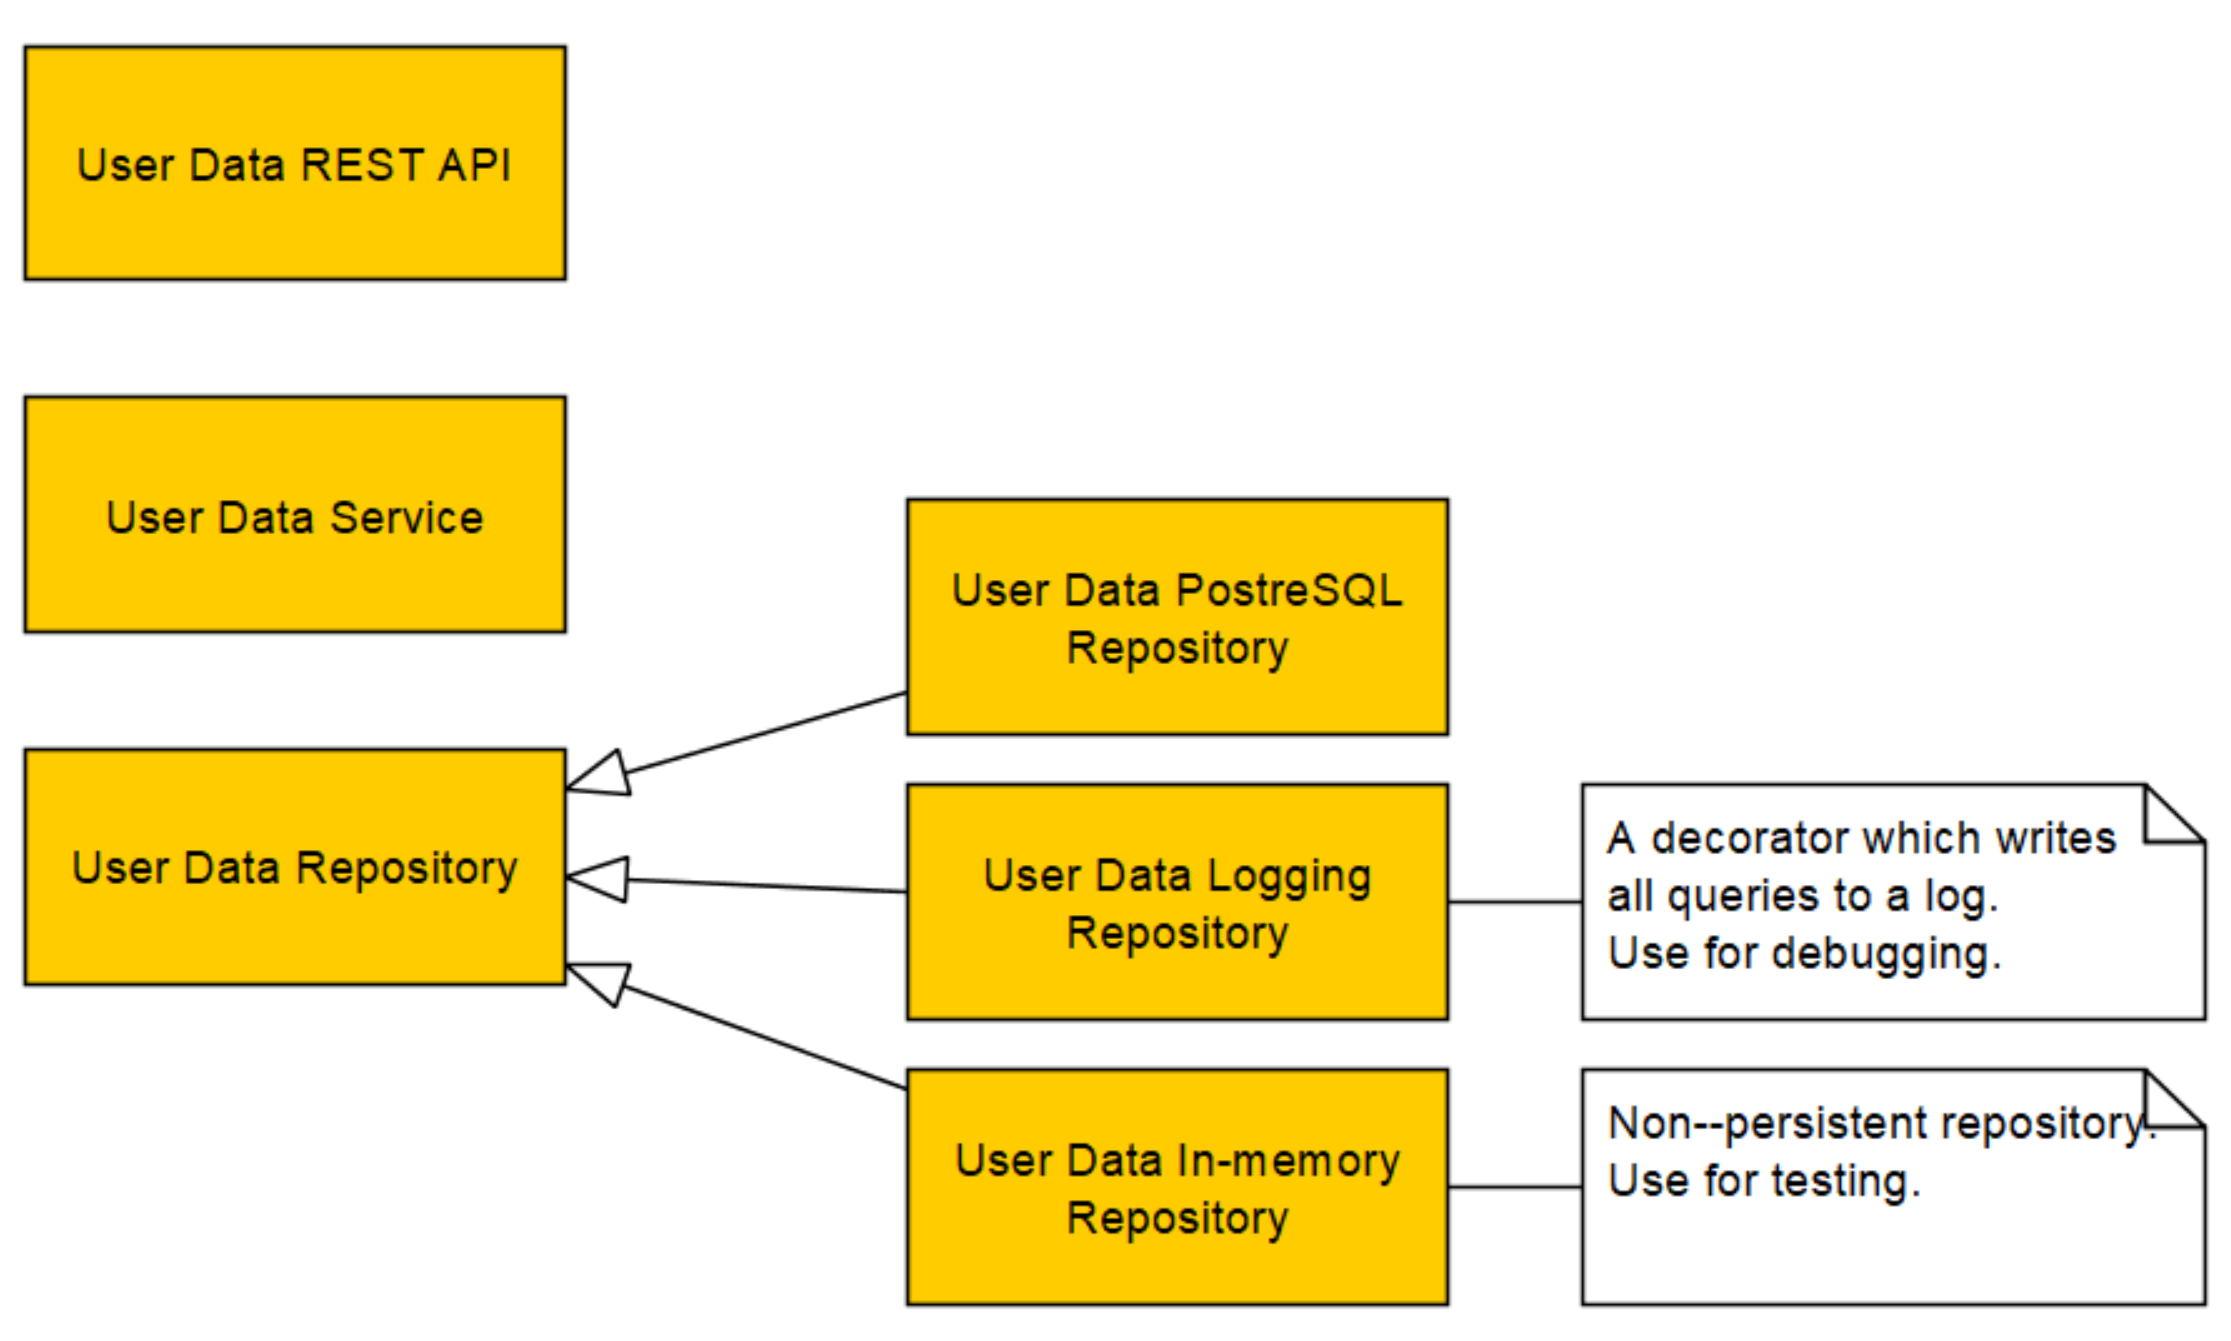 User Data REST API
User Data Service
User Data PostreSQL
Repository
User Data Repository
User Data Logging
Repository
A decorator which writes
all queries to a log.
Use for debugging.
User Data In-memory
Repository
Non--persistent repository.
Use for testing.